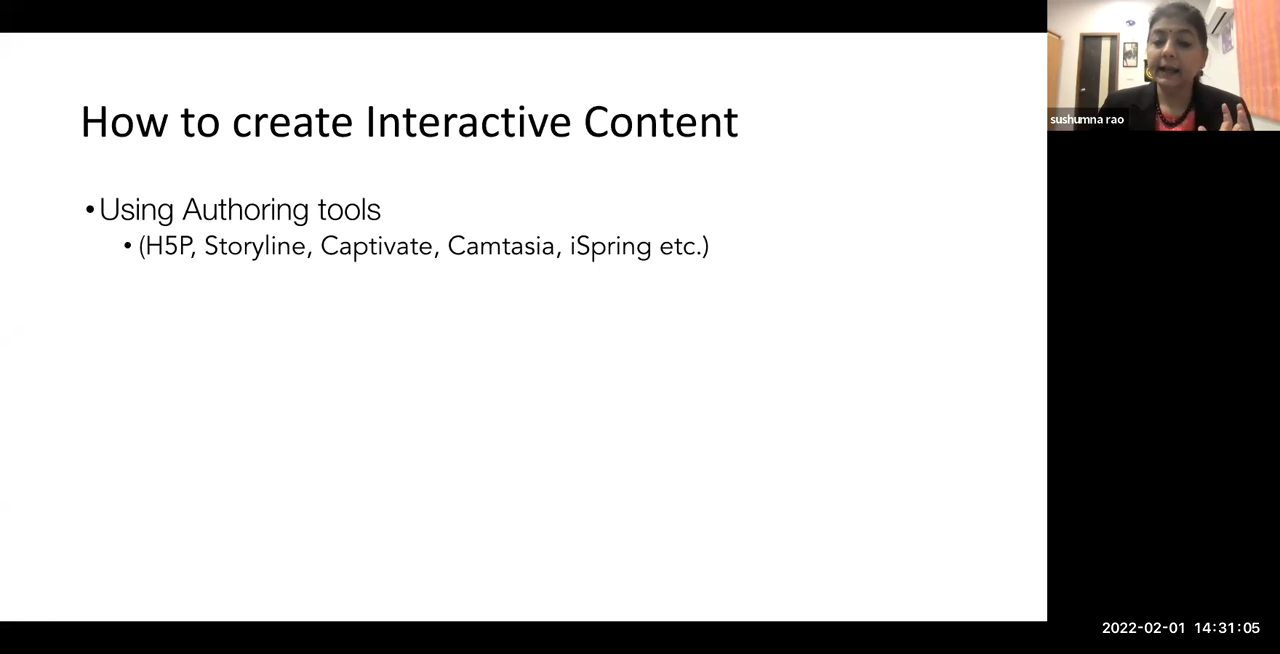 How to create Interactive Content
•Using Authoring tools
•(H5P, Storyline, Captivate, Camtasia, iSpring etc.)
sushumna rao
2022-02-01 14:31:05